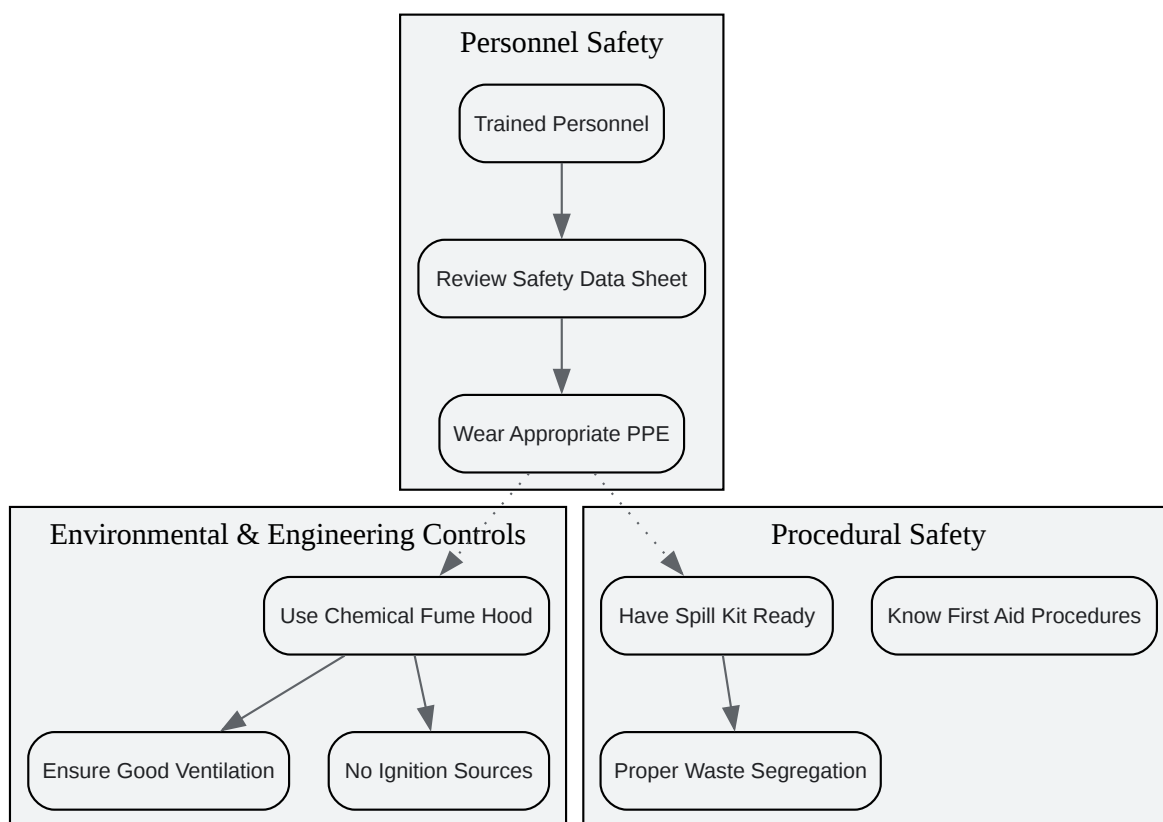 Personnel Safety
Trained Personnel
Review Safety Data Sheet
Wear Appropriate PPE
Environmental & Engineering Controls
Use Chemical Fume Hood
Ensure Good Ventilation
No Ignition Sources
Procedural Safety
Have Spill Kit Ready
Know First Aid Procedures
Proper Waste Segregation